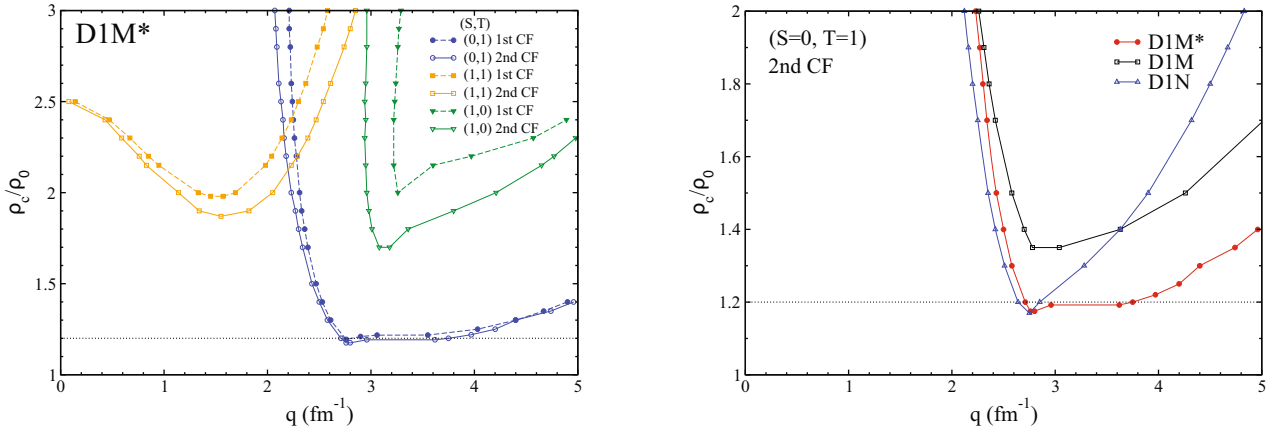 D1M*
(S,T)
(0,1) 1st CF
(0,1) 2nd CF
(1,1) 1st CF
(1,1) 2nd CF
(1,0) 1st CF
(1,0) 2nd CF
3
2.5
2
1.5
1
ρc/ρ0
0 1 2 3 4 5
q (fm⁻¹)
(S=0, T=1)
2nd CF
D1M*
D1M
D1N
2
1.8
1.6
1.4
1.2
1
ρc/ρ0
0 1 2 3 4 5
q (fm⁻¹)